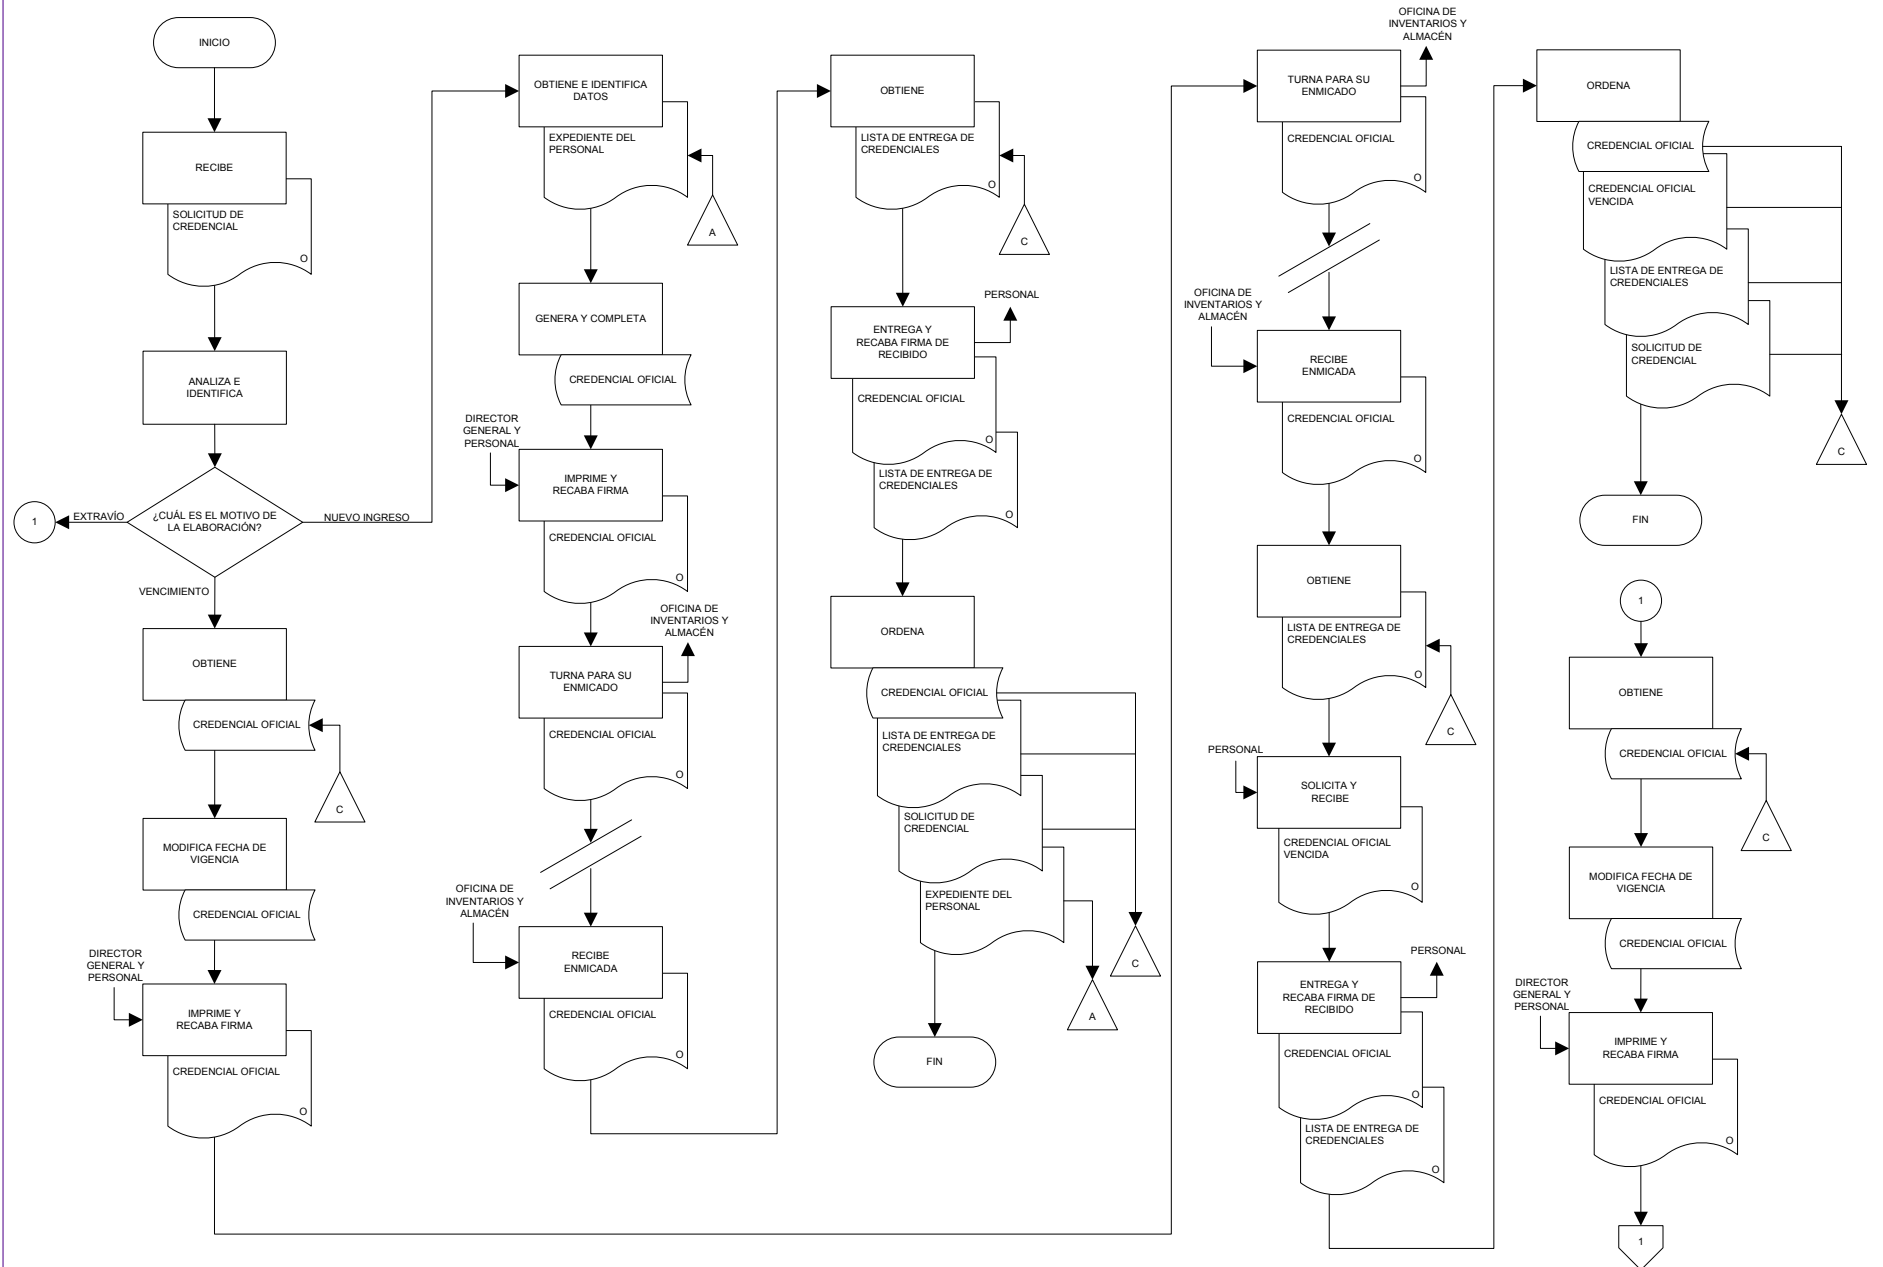 INICIO
RECIBE
SOLICITUD DE
CREDENCIAL
O
ANALIZA E
IDENTIFICA
¿CUÁL ES EL MOTIVO DE
LA ELABORACIÓN?
EXTRAVÍO
1
NUEVO INGRESO
VENCIMIENTO
OBTIENE
CREDENCIAL OFICIAL
C
MODIFICA FECHA DE
VIGENCIA
CREDENCIAL OFICIAL
DIRECTOR
GENERAL Y
PERSONAL
IMPRIME Y
RECABA FIRMA
CREDENCIAL OFICIAL
O
OBTIENE E IDENTIFICA
DATOS
EXPEDIENTE DEL
PERSONAL
O
A
GENERA Y COMPLETA
CREDENCIAL OFICIAL
DIRECTOR
GENERAL Y
PERSONAL
IMPRIME Y
RECABA FIRMA
CREDENCIAL OFICIAL
O
OFICINA DE
INVENTARIOS Y
ALMACÉN
TURNA PARA SU
ENMICADO
CREDENCIAL OFICIAL
O
OFICINA DE
INVENTARIOS Y
ALMACÉN
RECIBE
ENMICADA
CREDENCIAL OFICIAL
O
OBTIENE
LISTA DE ENTREGA DE
CREDENCIALES
O
C
PERSONAL
ENTREGA Y
RECABA FIRMA DE
RECIBIDO
CREDENCIAL OFICIAL
O
LISTA DE ENTREGA DE
CREDENCIALES
O
ORDENA
CREDENCIAL OFICIAL
LISTA DE ENTREGA DE
CREDENCIALES
SOLICITUD DE
CREDENCIAL
EXPEDIENTE DEL
PERSONAL
C
A
FIN
OFICINA DE
INVENTARIOS Y
ALMACÉN
TURNA PARA SU
ENMICADO
CREDENCIAL OFICIAL
O
OFICINA DE
INVENTARIOS Y
ALMACÉN
RECIBE
ENMICADA
CREDENCIAL OFICIAL
O
OBTIENE
LISTA DE ENTREGA DE
CREDENCIALES
O
C
PERSONAL
SOLICITA Y
RECIBE
CREDENCIAL OFICIAL
VENCIDA
O
PERSONAL
ENTREGA Y
RECABA FIRMA DE
RECIBIDO
CREDENCIAL OFICIAL
O
LISTA DE ENTREGA DE
CREDENCIALES
O
ORDENA
CREDENCIAL OFICIAL
CREDENCIAL OFICIAL
VENCIDA
LISTA DE ENTREGA DE
CREDENCIALES
SOLICITUD DE
CREDENCIAL
C
FIN
1
OBTIENE
CREDENCIAL OFICIAL
C
MODIFICA FECHA DE
VIGENCIA
CREDENCIAL OFICIAL
DIRECTOR
GENERAL Y
PERSONAL
IMPRIME Y
RECABA FIRMA
CREDENCIAL OFICIAL
O
1